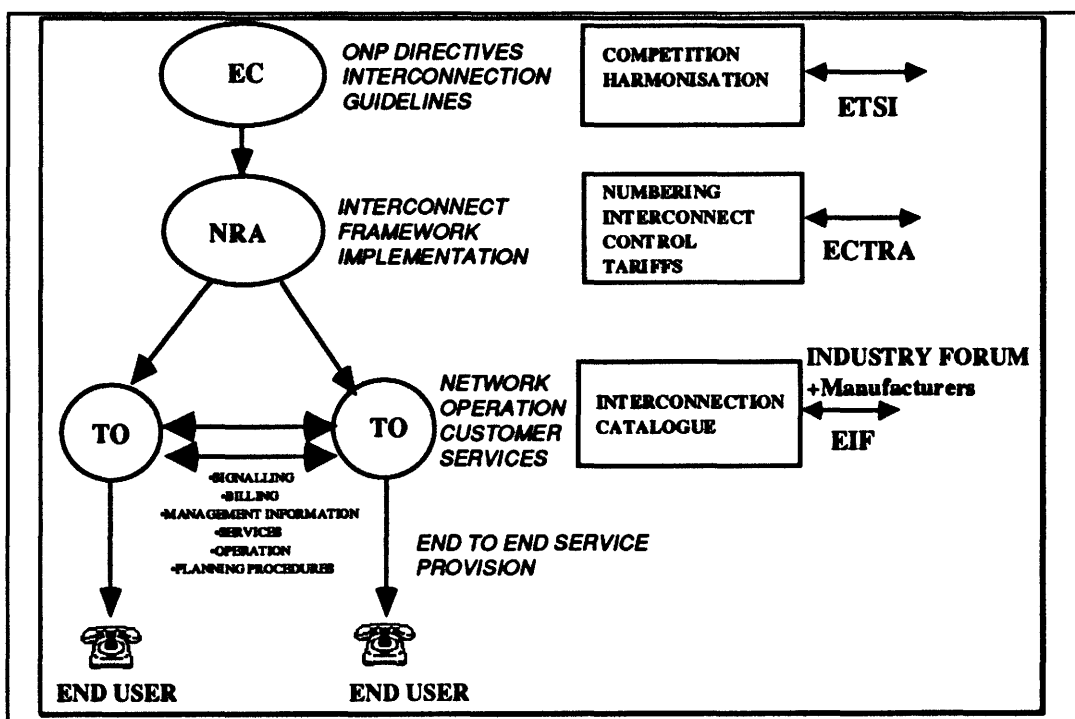 EC
ONP DIRECTIVES
INTERCONNECTION
GUIDELINES
COMPETITION
HARMONISATION
ETSI
NRA
INTERCONNECT
FRAMEWORK
IMPLEMENTATION
NUMBERING
INTERCONNECT
CONTROL
TARIFFS
ECTRA
TO
TO
NETWORK
OPERATION
CUSTOMER
SERVICES
INTERCONNECTION
CATALOGUE
INDUSTRY FORUM
+Manufacturers
EIF
•SIGNALLING
•BILLING
•MANAGEMENT INFORMATION
•SERVICES
•OPERATION
•PLANNING PROCEDURES
END TO END SERVICE
PROVISION
END USER
END USER